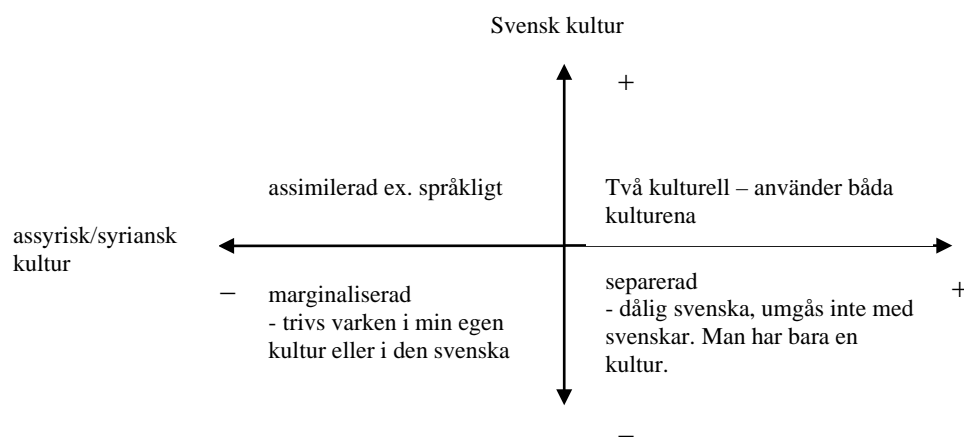 Svensk kultur
+
assimilerad ex. språkligt
Två kulturell – använder båda
kulturena
assyrisk/syriansk
kultur
–
marginaliserad
- trivs varken i min egen
kultur eller i den svenska
separerad
- dålig svenska, umgås inte med
svenskar. Man har bara en
kultur.
+
–